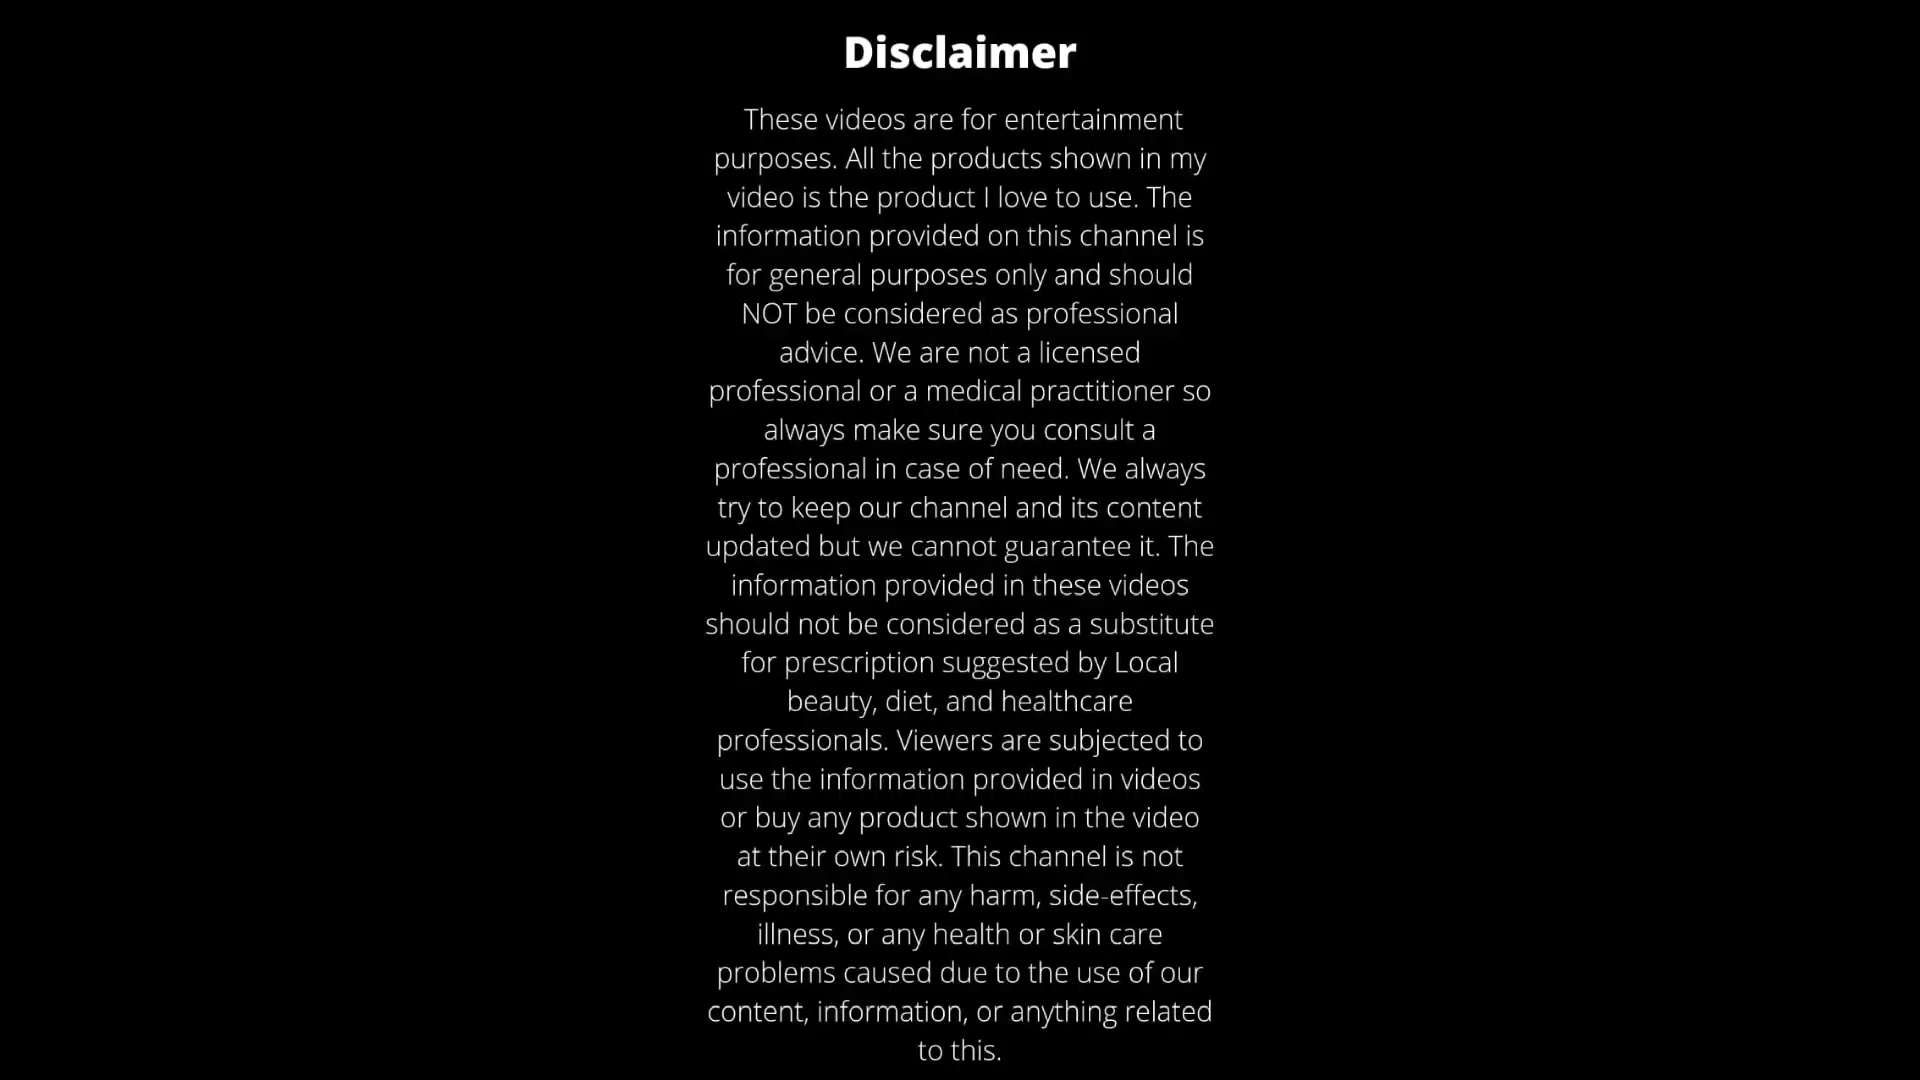 Disclaimer
These videos are for entertainment
purposes. All the products shown in my
video is the product I love to use. The
information provided on this channel is
for general purposes only and should
NOT be considered as professional
advice. We are not a licensed
professional or a medical practitioner so
always make sure you consult a
professional in case of need. We always
try to keep our channel and its content
updated but we cannot guarantee it. The
information provided in these videos
should not be considered as a substitute
for prescription suggested by Local
beauty, diet, and healthcare
professionals. Viewers are subjected to
use the information provided in videos
or buy any product shown in the video
at their own risk. This channel is not
responsible for any harm, side-effects,
illness, or any health or skin care
problems caused due to the use of our
content, information, or anything related
to this.